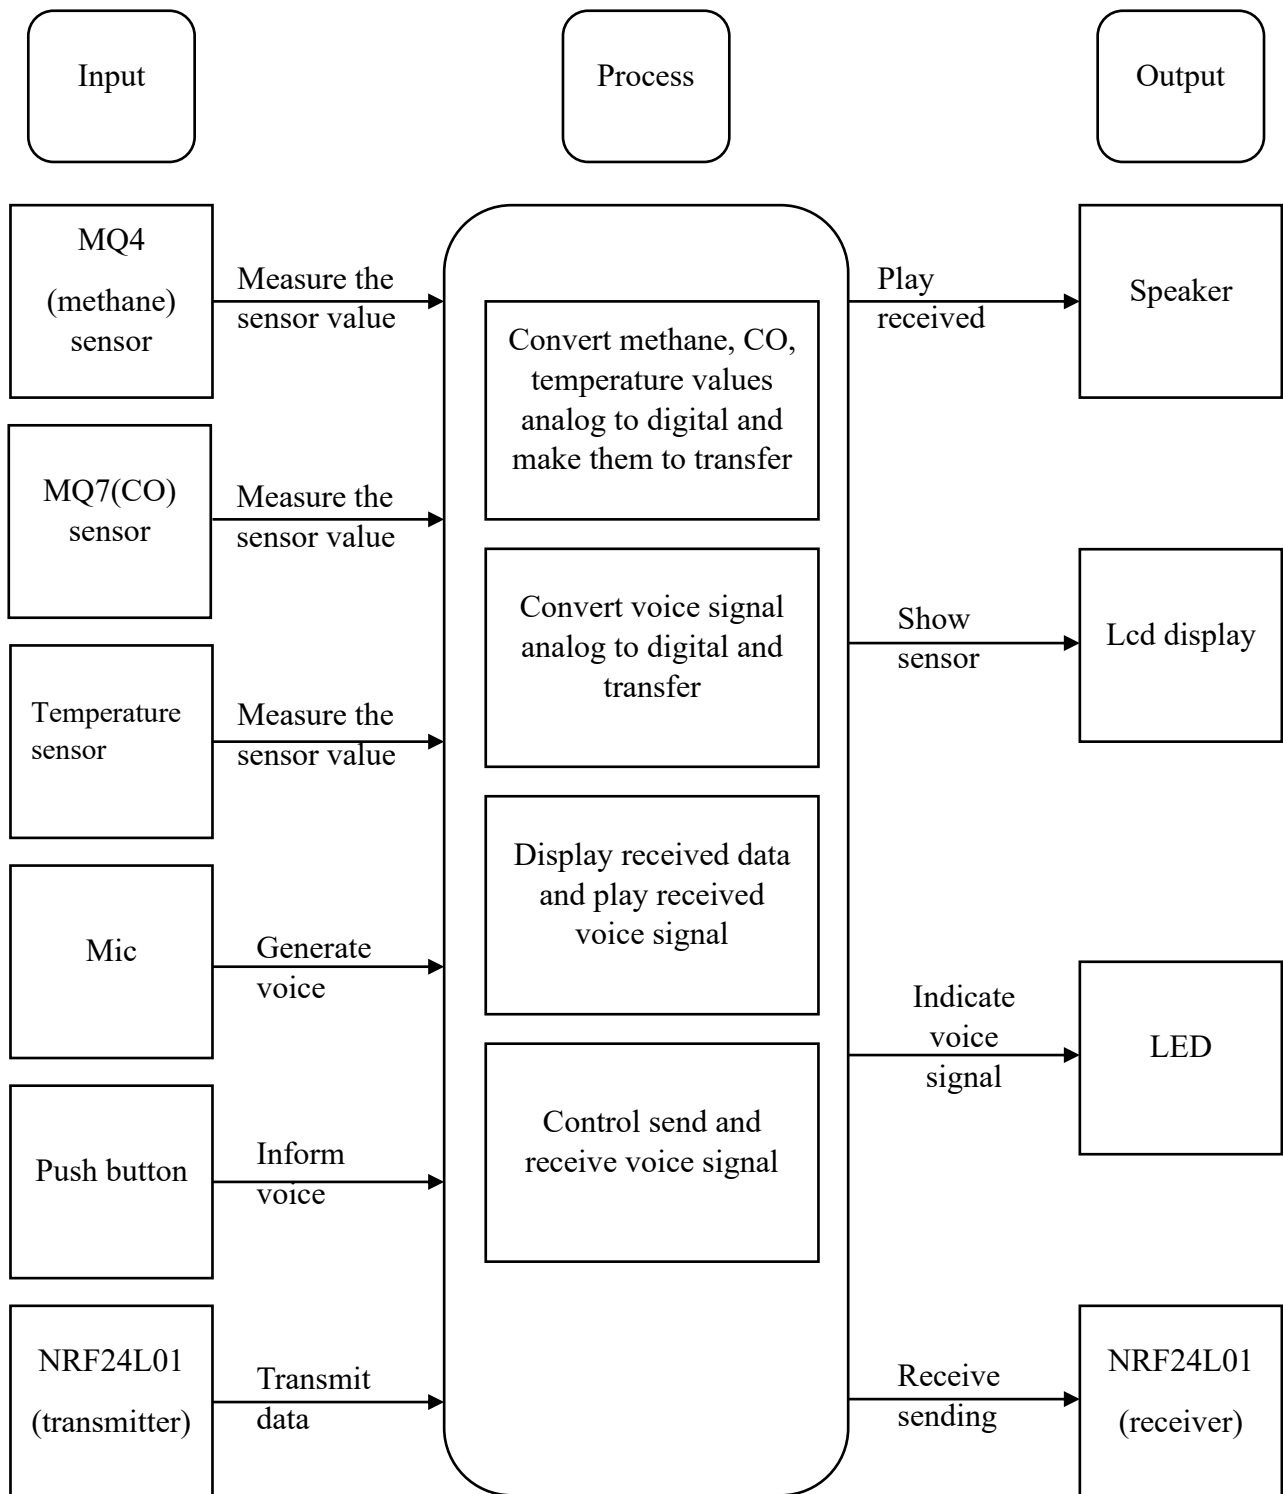 Input
Process
Output
MQ4
(methane)
sensor
Measure the
sensor value
MQ7(CO)
sensor
Measure the
sensor value
Temperature
sensor
Measure the
sensor value
Mic
Generate
voice
Push button
Inform
voice
NRF24L01
(transmitter)
Transmit
data
Convert methane, CO,
temperature values
analog to digital and
make them to transfer
Convert voice signal
analog to digital and
transfer
Display received data
and play received
voice signal
Control send and
receive voice signal
Play
received
Speaker
Show
sensor
Lcd display
Indicate
voice
signal
LED
Receive
sending
NRF24L01
(receiver)